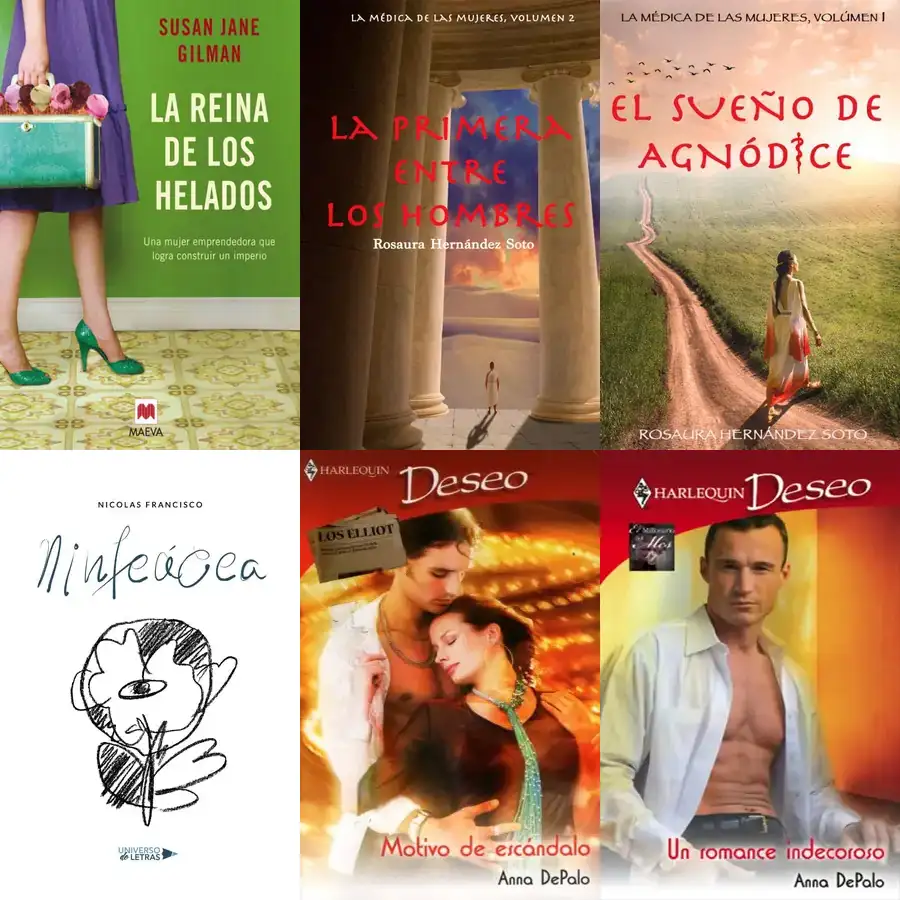 SUSAN JANE
GILMAN
LA REINA
DE LOS
HELADOS
Una mujer emprendedora que
logra construir un imperio
MAEVA
LA MÉDICA DE LAS MUJERES, VOLUMEN 2
LA PRIMERA
ENTRE
LOS HOMBRES
Rosaura Hernández Soto
LA MÉDICA DE LAS MUJERES, VOLÚMEN I
EL SUEÑO DE
AGNÓDICE
ROSAURA HERNÁNDEZ SOTO
NICOLAS FRANCISCO
Ninfeácea
UNIVERSO
de LETRAS
HARLEQUIN Deseo
LOS ELLIOT
Motivo de escándalo
Anna DePalo
HARLEQUIN Deseo
Un romance indecoroso
Anna DePalo